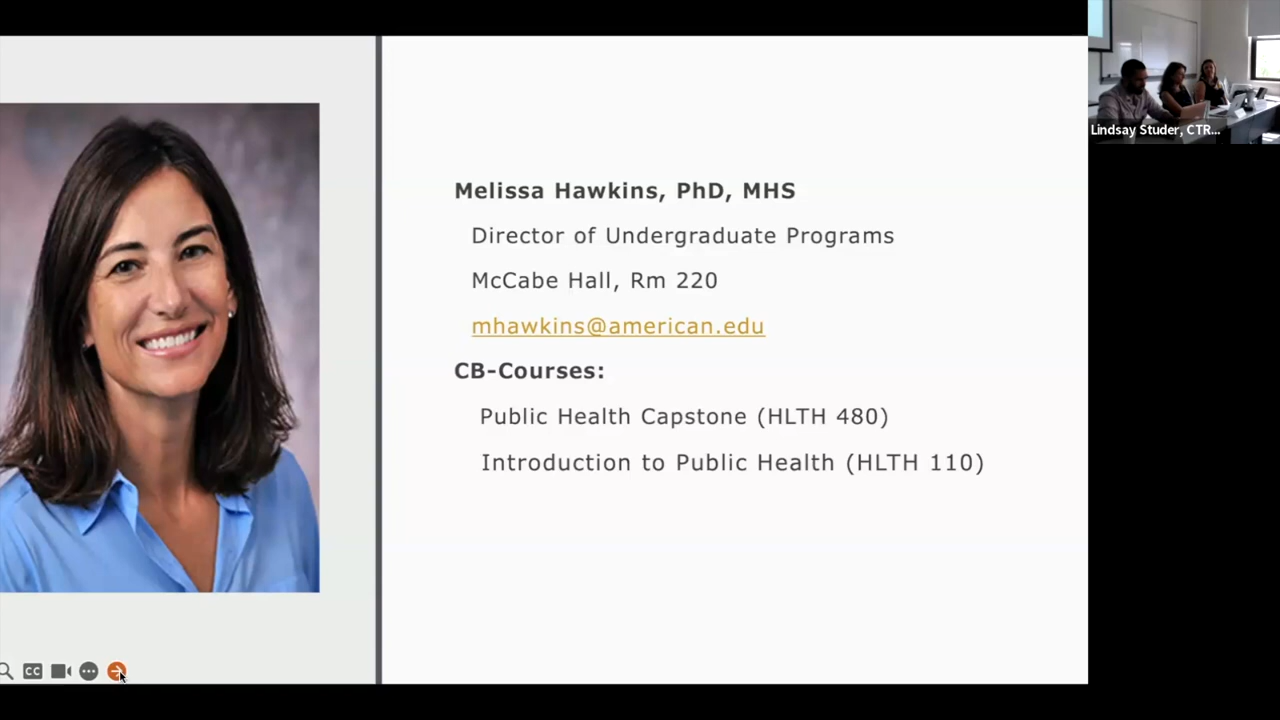 Melissa Hawkins, PhD, MHS
Director of Undergraduate Programs
McCabe Hall, Rm 220
mhawkins@american.edu
CB-Courses:
Public Health Capstone (HLTH 480)
Introduction to Public Health (HLTH 110)
Lindsay Studer, CTR...
CC